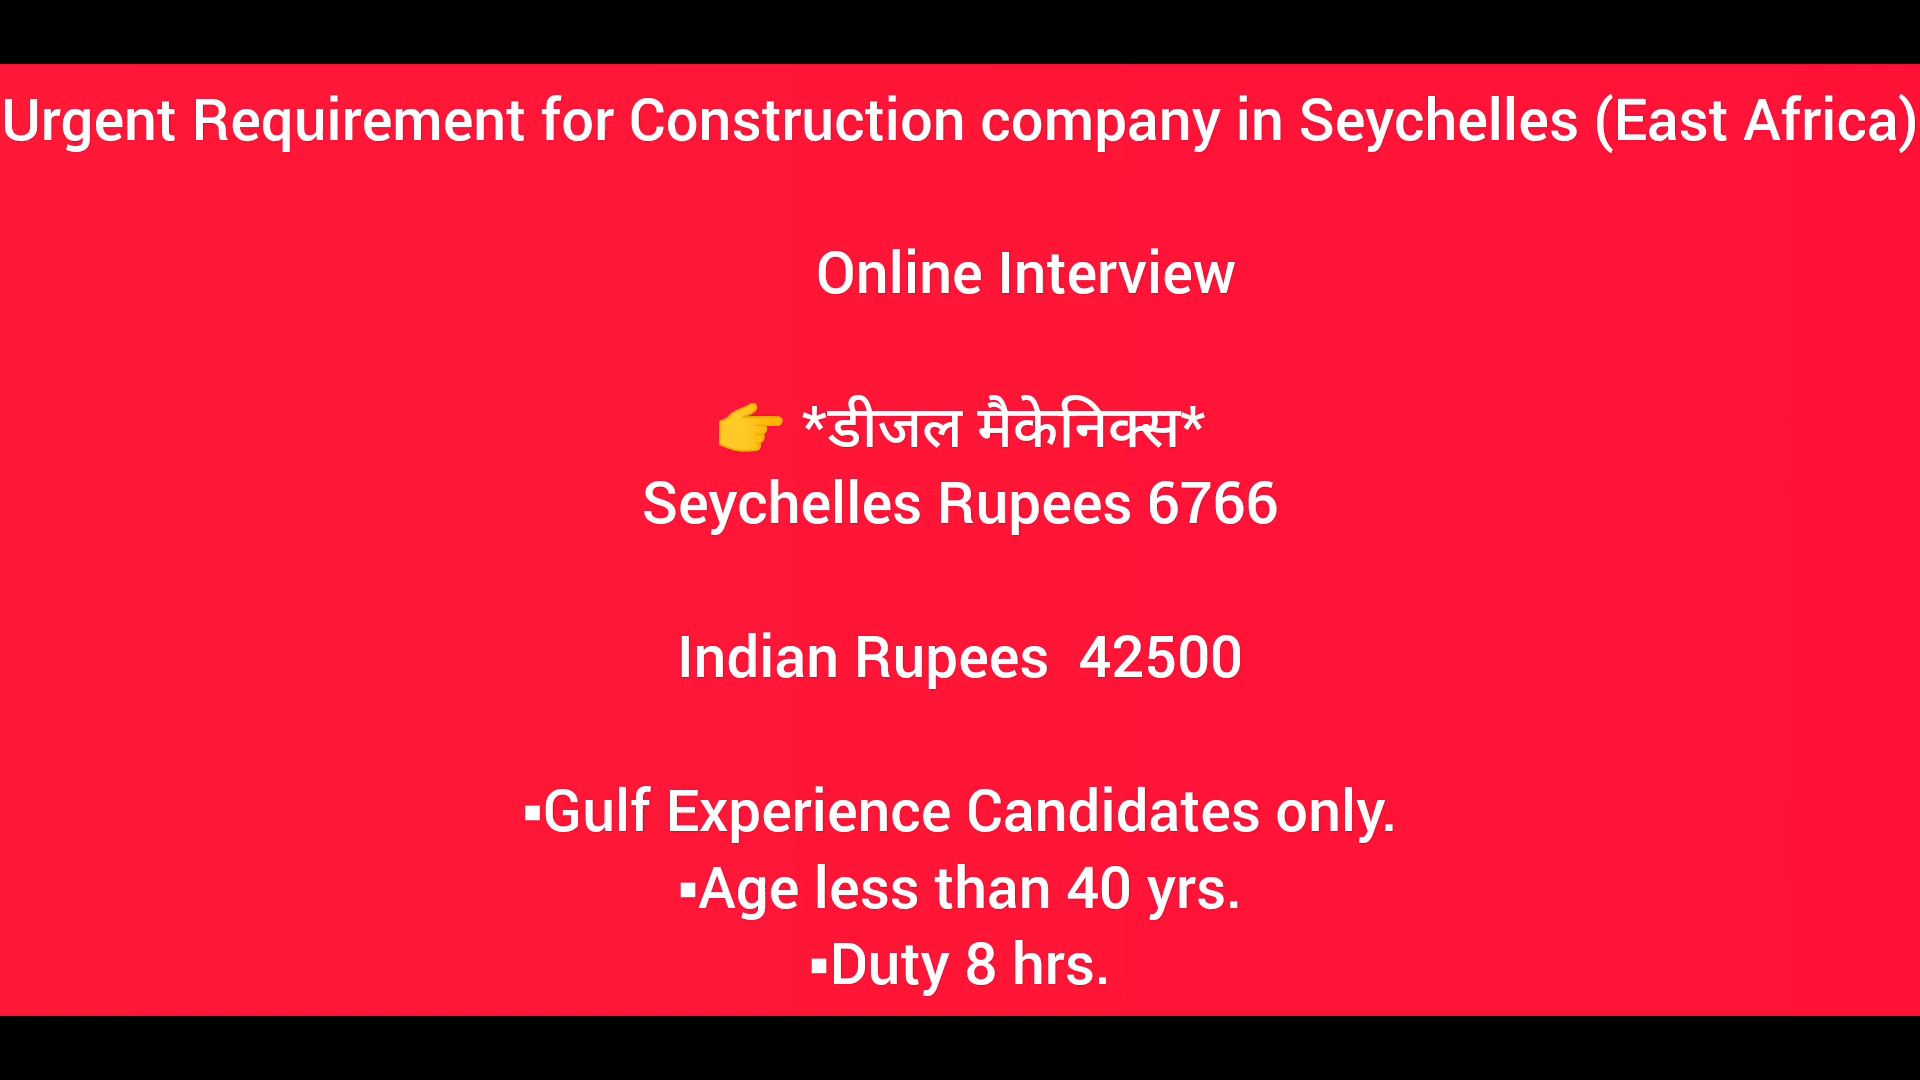 Urgent Requirement for Construction company in Seychelles (East Africa)
Online Interview
👉 *डीजल मैकेनिक्स*
Seychelles Rupees 6766
Indian Rupees  42500
▪Gulf Experience Candidates only.
▪Age less than 40 yrs.
▪Duty 8 hrs.